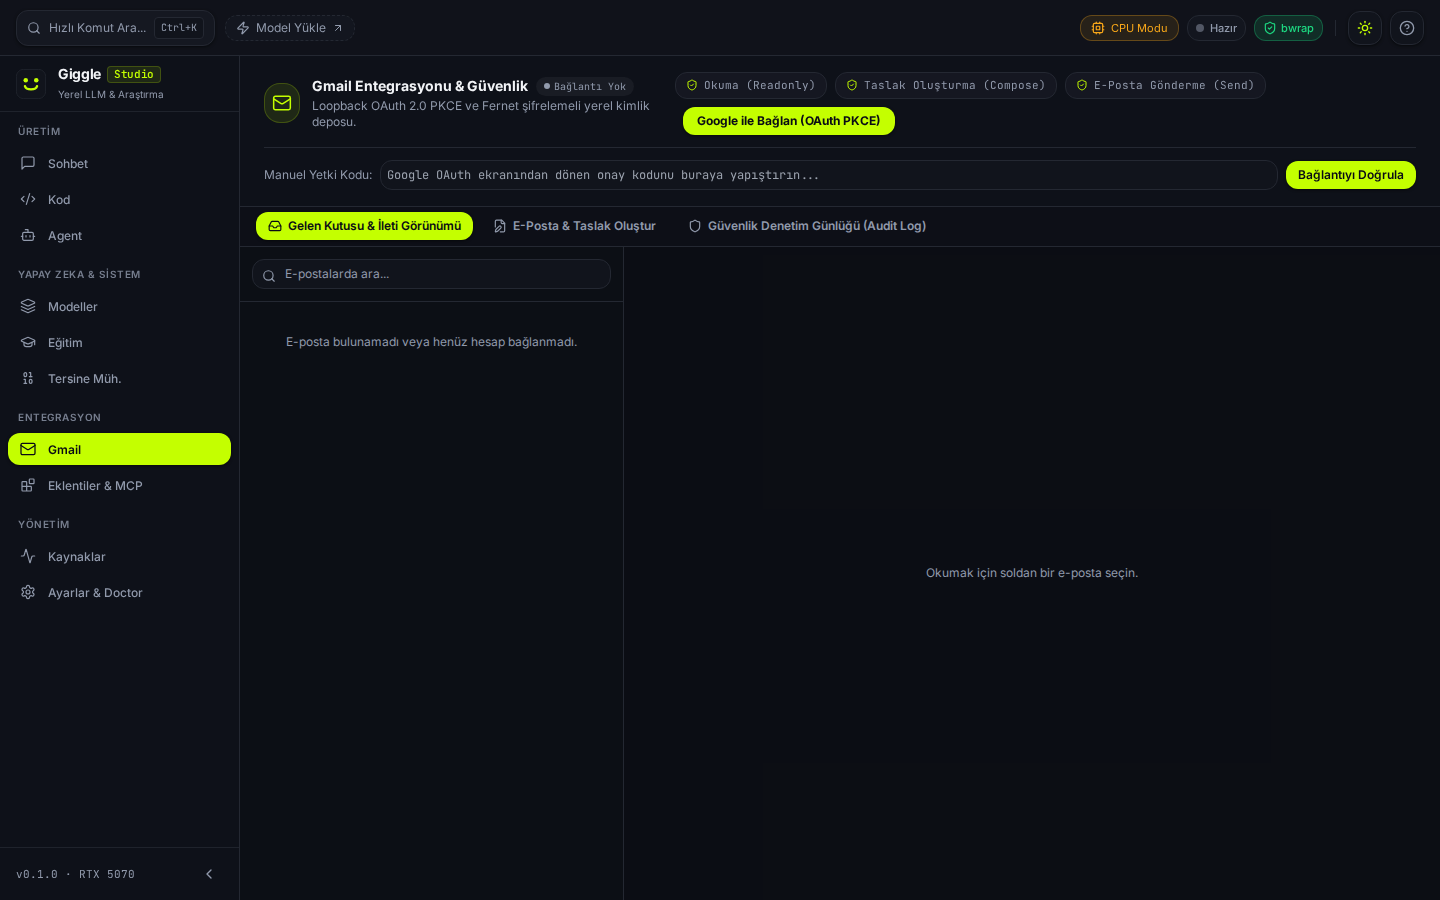 Hızlı Komut Ara... Ctrl+K
Model Yükle
CPU Modu
Hazır
bwrap
Giggle Studio
Yerel LLM & Araştırma
ÜRETİM
Sohbet
Kod
Agent
YAPAY ZEKA & SİSTEM
Modeller
Eğitim
Tersine Müh.
ENTEGRASYON
Gmail
Eklentiler & MCP
YÖNETİM
Kaynaklar
Ayarlar & Doctor
v0.1.0 · RTX 5070
Gmail Entegrasyonu & Güvenlik
Bağlantı Yok
Loopback OAuth 2.0 PKCE ve Fernet şifrelemeli yerel kimlik
deposu.
Okuma (Readonly)
Taslak Oluşturma (Compose)
E-Posta Gönderme (Send)
Google ile Bağlan (OAuth PKCE)
Manuel Yetki Kodu:
Google OAuth ekranından dönen onay kodunu buraya yapıştırın...
Bağlantıyı Doğrula
Gelen Kutusu & İleti Görünümü
E-Posta & Taslak Oluştur
Güvenlik Denetim Günlüğü (Audit Log)
E-postalarda ara...
E-posta bulunamadı veya henüz hesap bağlanmadı.
Okumak için soldan bir e-posta seçin.